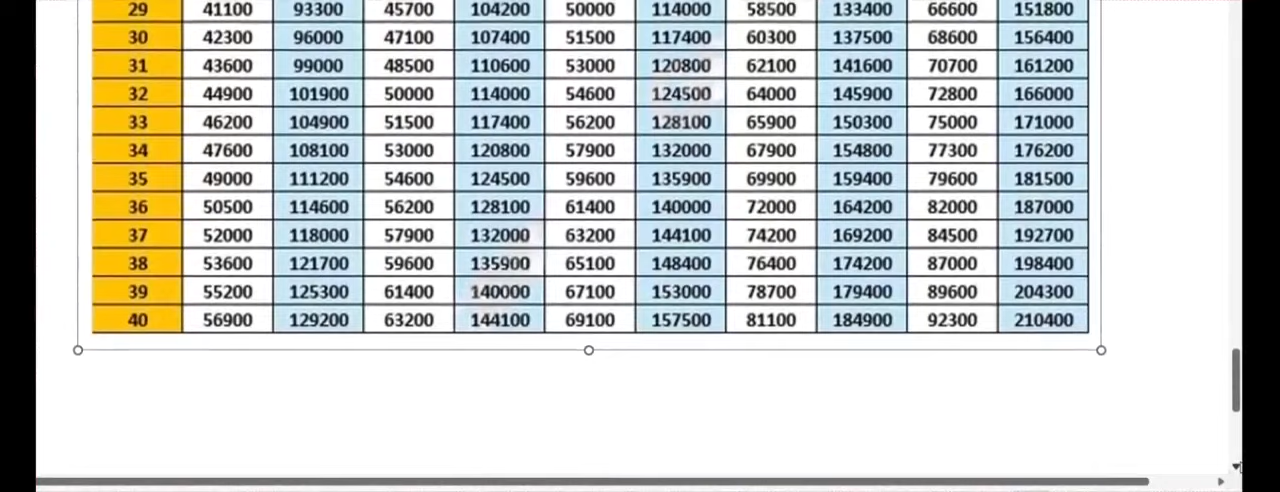 29 41100 93300 45700 104200 50000 114000 58500 133400 66600 151800
30 42300 96000 47100 107400 51500 117400 60300 137500 68600 156400
31 43600 99000 48500 110600 53000 120800 62100 141600 70700 161200
32 44900 101900 50000 114000 54600 124500 64000 145900 72800 166000
33 46200 104900 51500 117400 56200 128100 65900 150300 75000 171000
34 47600 108100 53000 120800 57900 132000 67900 154800 77300 176200
35 49000 111200 54600 124500 59600 135900 69900 159400 79600 181500
36 50500 114600 56200 128100 61400 140000 72000 164200 82000 187000
37 52000 118000 57900 132000 63200 144100 74200 169200 84500 192700
38 53600 121700 59600 135900 65100 148400 76400 174200 87000 198400
39 55200 125300 61400 140000 67100 153000 78700 179400 89600 204300
40 56900 129200 63200 144100 69100 157500 81100 184900 92300 210400